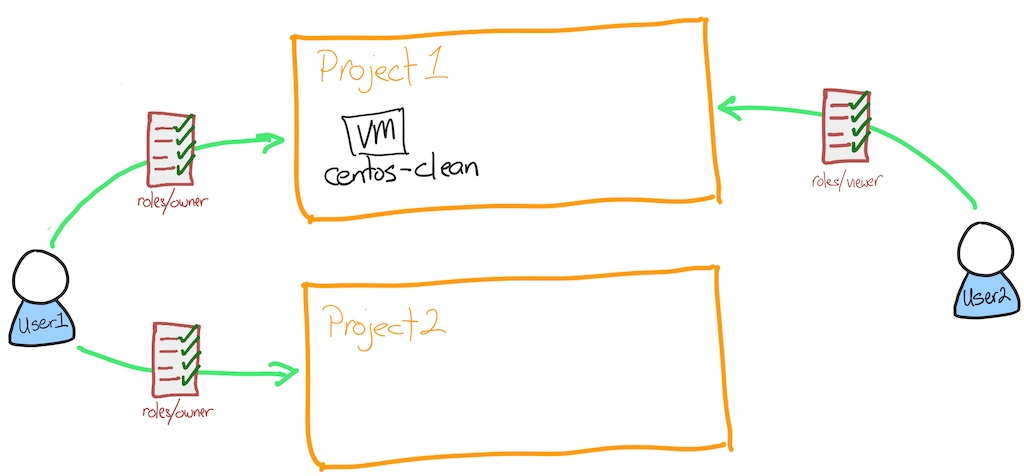 Project 1
VM
centos-clean
roles/owner
roles/viewer
User1
User2
Project 2
roles/owner